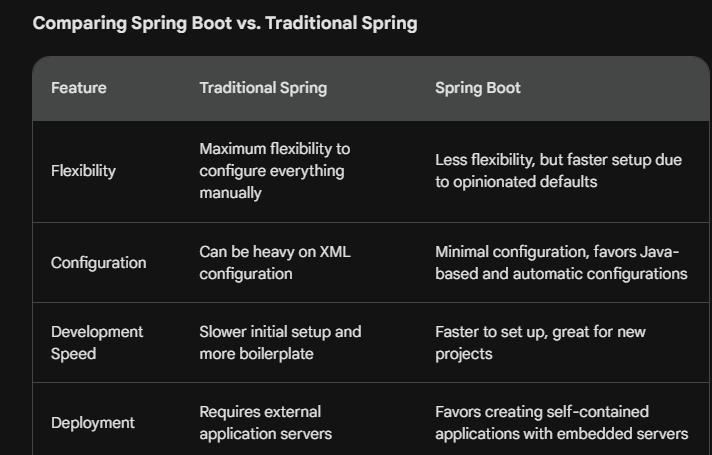 Comparing Spring Boot vs. Traditional Spring
Feature
Traditional Spring
Spring Boot
Flexibility
Maximum flexibility to
configure everything
manually
Less flexibility, but faster setup due
to opinionated defaults
Configuration
Can be heavy on XML
configuration
Minimal configuration, favors Java-
based and automatic configurations
Development
Speed
Slower initial setup and
more boilerplate
Faster to set up, great for new
projects
Deployment
Requires external
application servers
Favors creating self-contained
applications with embedded servers